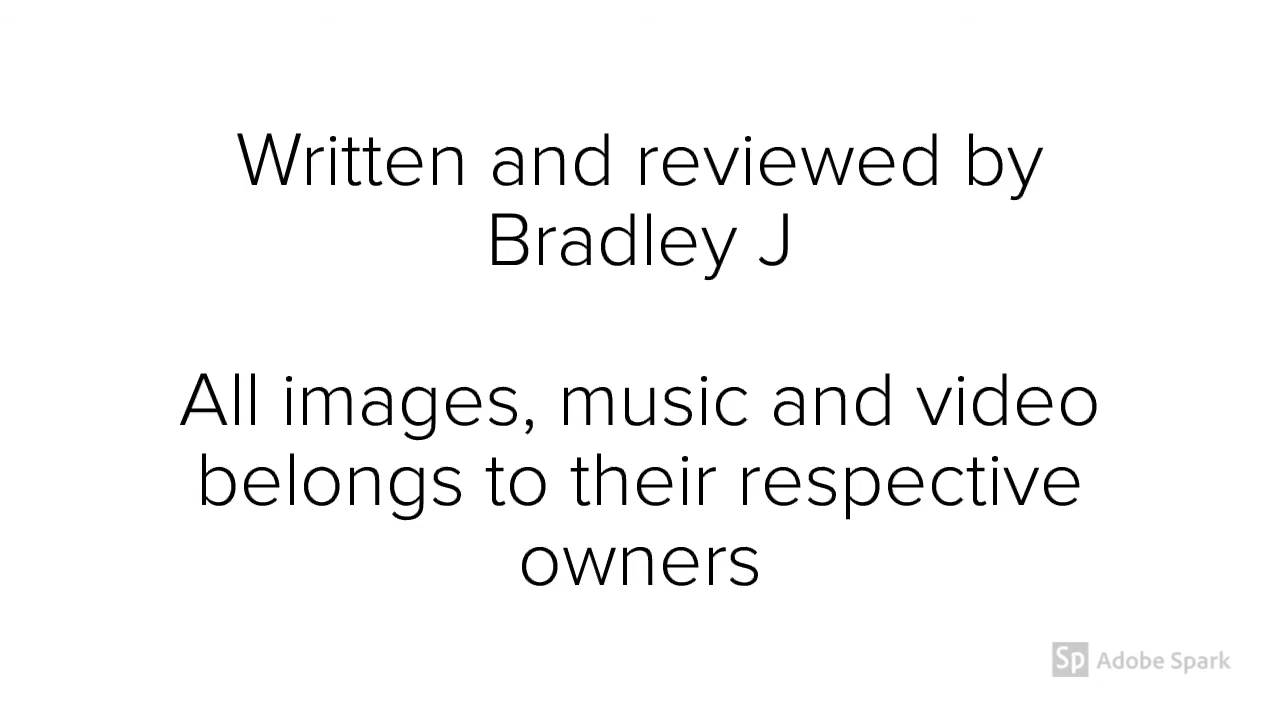 Written and reviewed by
Bradley J
All images, music and video
belongs to their respective
owners
Sp Adobe Spark